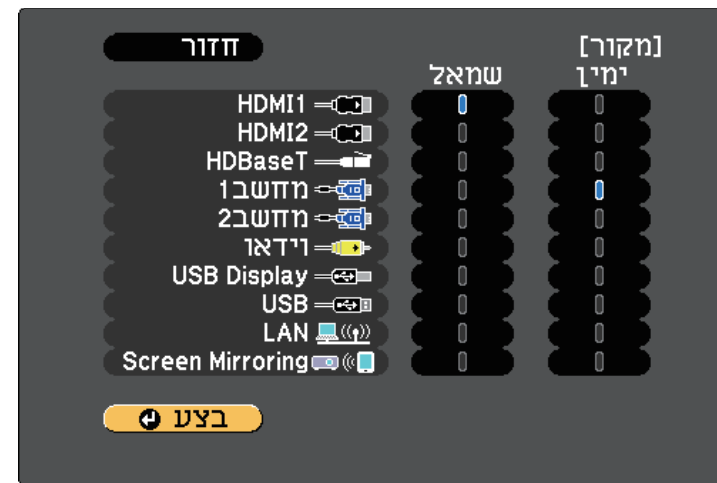 [מקור]
חזור
שמאל ימין
HDMI1
HDMI2
HDBaseT
מחשב1
מחשב2
וידאו
USB Display
USB
LAN
Screen Mirroring
בצע